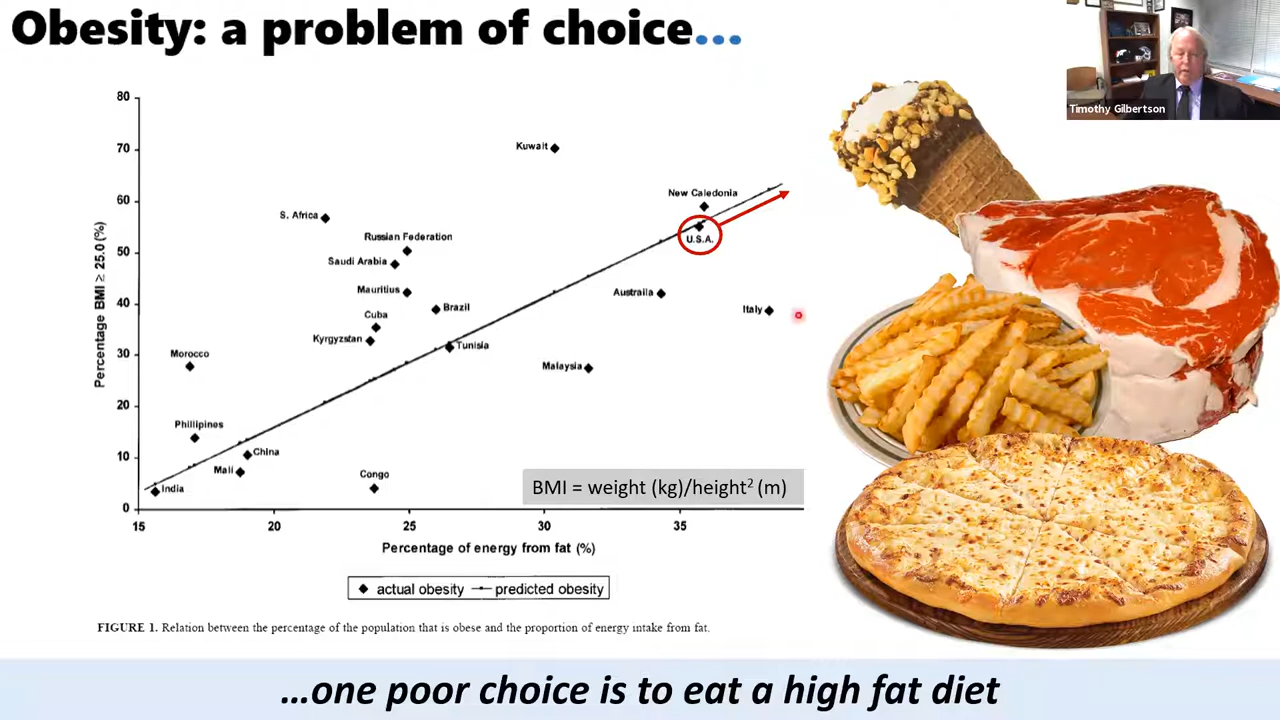 Obesity: a problem of choice...
Timothy Gilbertson
80
70
60
50
40
30
20
10
0
Percentage BMI ≥ 25.0 (%)
Kuwait
New Caledonia
S. Africa
U.S.A.
Russian Federation
Saudi Arabia
Mauritius
Austraila
Brazil
Italy
Cuba
Kyrgyzstan
Tunisia
Morocco
Malaysia
Phillipines
China
Mali
Congo
India
BMI = weight (kg)/height² (m)
15 20 25 30 35
Percentage of energy from fat (%)
actual obesity predicted obesity
FIGURE 1. Relation between the percentage of the population that is obese and the proportion of energy intake from fat.
...one poor choice is to eat a high fat diet